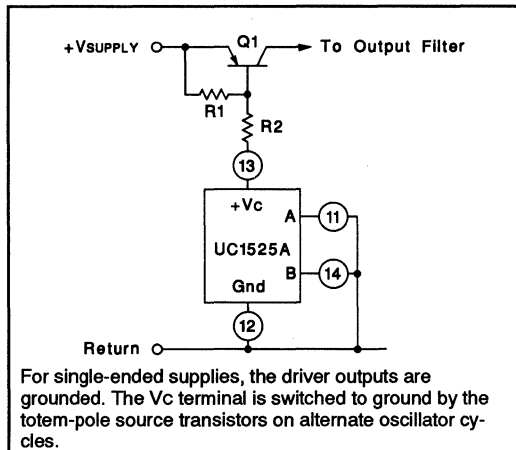 Q1
+VSUPPLY
To Output Filter
R1
R2
13
+Vc
A
11
UC1525A
B
14
Gnd
12
Return
For single-ended supplies, the driver outputs are
grounded. The Vc terminal is switched to ground by the
totem-pole source transistors on alternate oscillator cy-
cles.